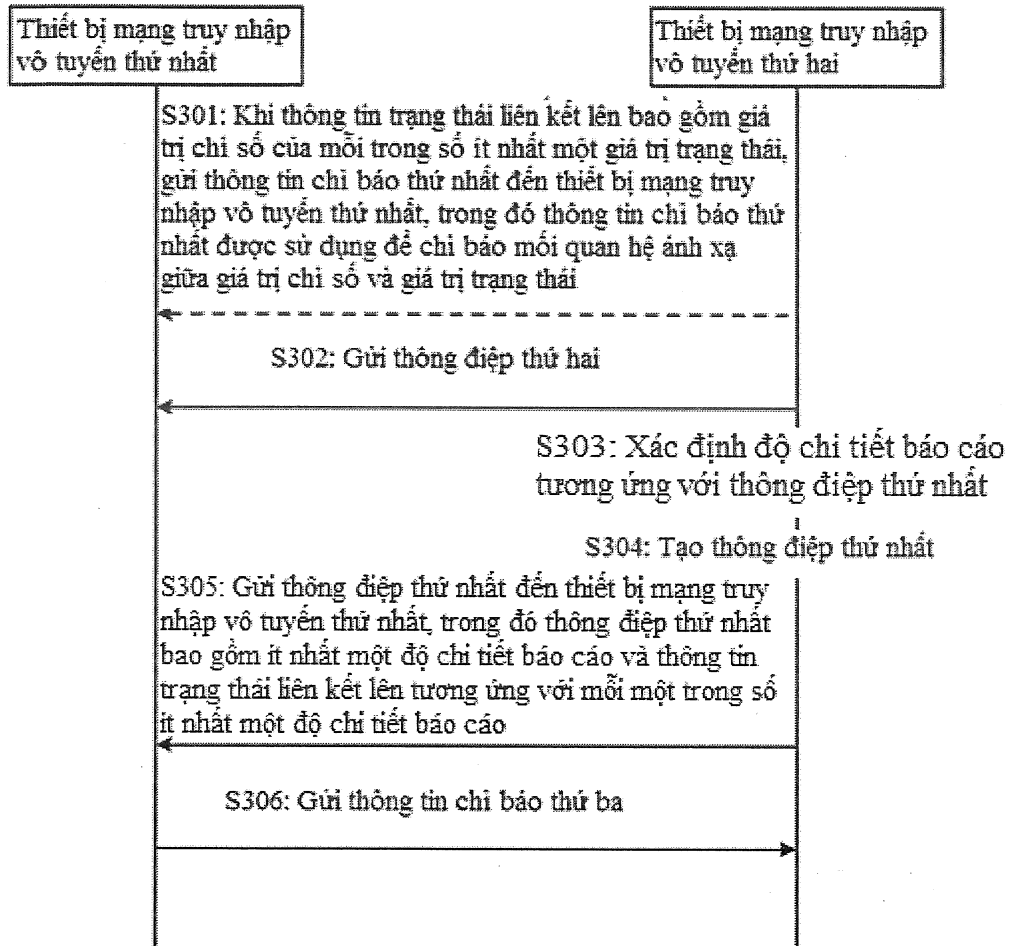 Thiết bị mạng truy nhập
vô tuyến thứ nhất
Thiết bị mạng truy nhập
vô tuyến thứ hai
S301: Khi thông tin trạng thái liên kết lên bao gồm giá
trị chỉ số của mỗi trong số ít nhất một giá trị trạng thái,
gửi thông tin chỉ báo thứ nhất đến thiết bị mạng truy
nhập vô tuyến thứ nhất, trong đó thông tin chỉ báo thứ
nhất được sử dụng để chỉ báo mối quan hệ ánh xạ
giữa giá trị chỉ số và giá trị trạng thái
S302: Gửi thông điệp thứ hai
S303: Xác định độ chi tiết báo cáo
tương ứng với thông điệp thứ nhất
S304: Tạo thông điệp thứ nhất
S305: Gửi thông điệp thứ nhất đến thiết bị mạng truy
nhập vô tuyến thứ nhất, trong đó thông điệp thứ nhất
bao gồm ít nhất một độ chi tiết báo cáo và thông tin
trạng thái liên kết lên tương ứng với mỗi một trong số
ít nhất một độ chi tiết báo cáo
S306: Gửi thông tin chỉ báo thứ ba